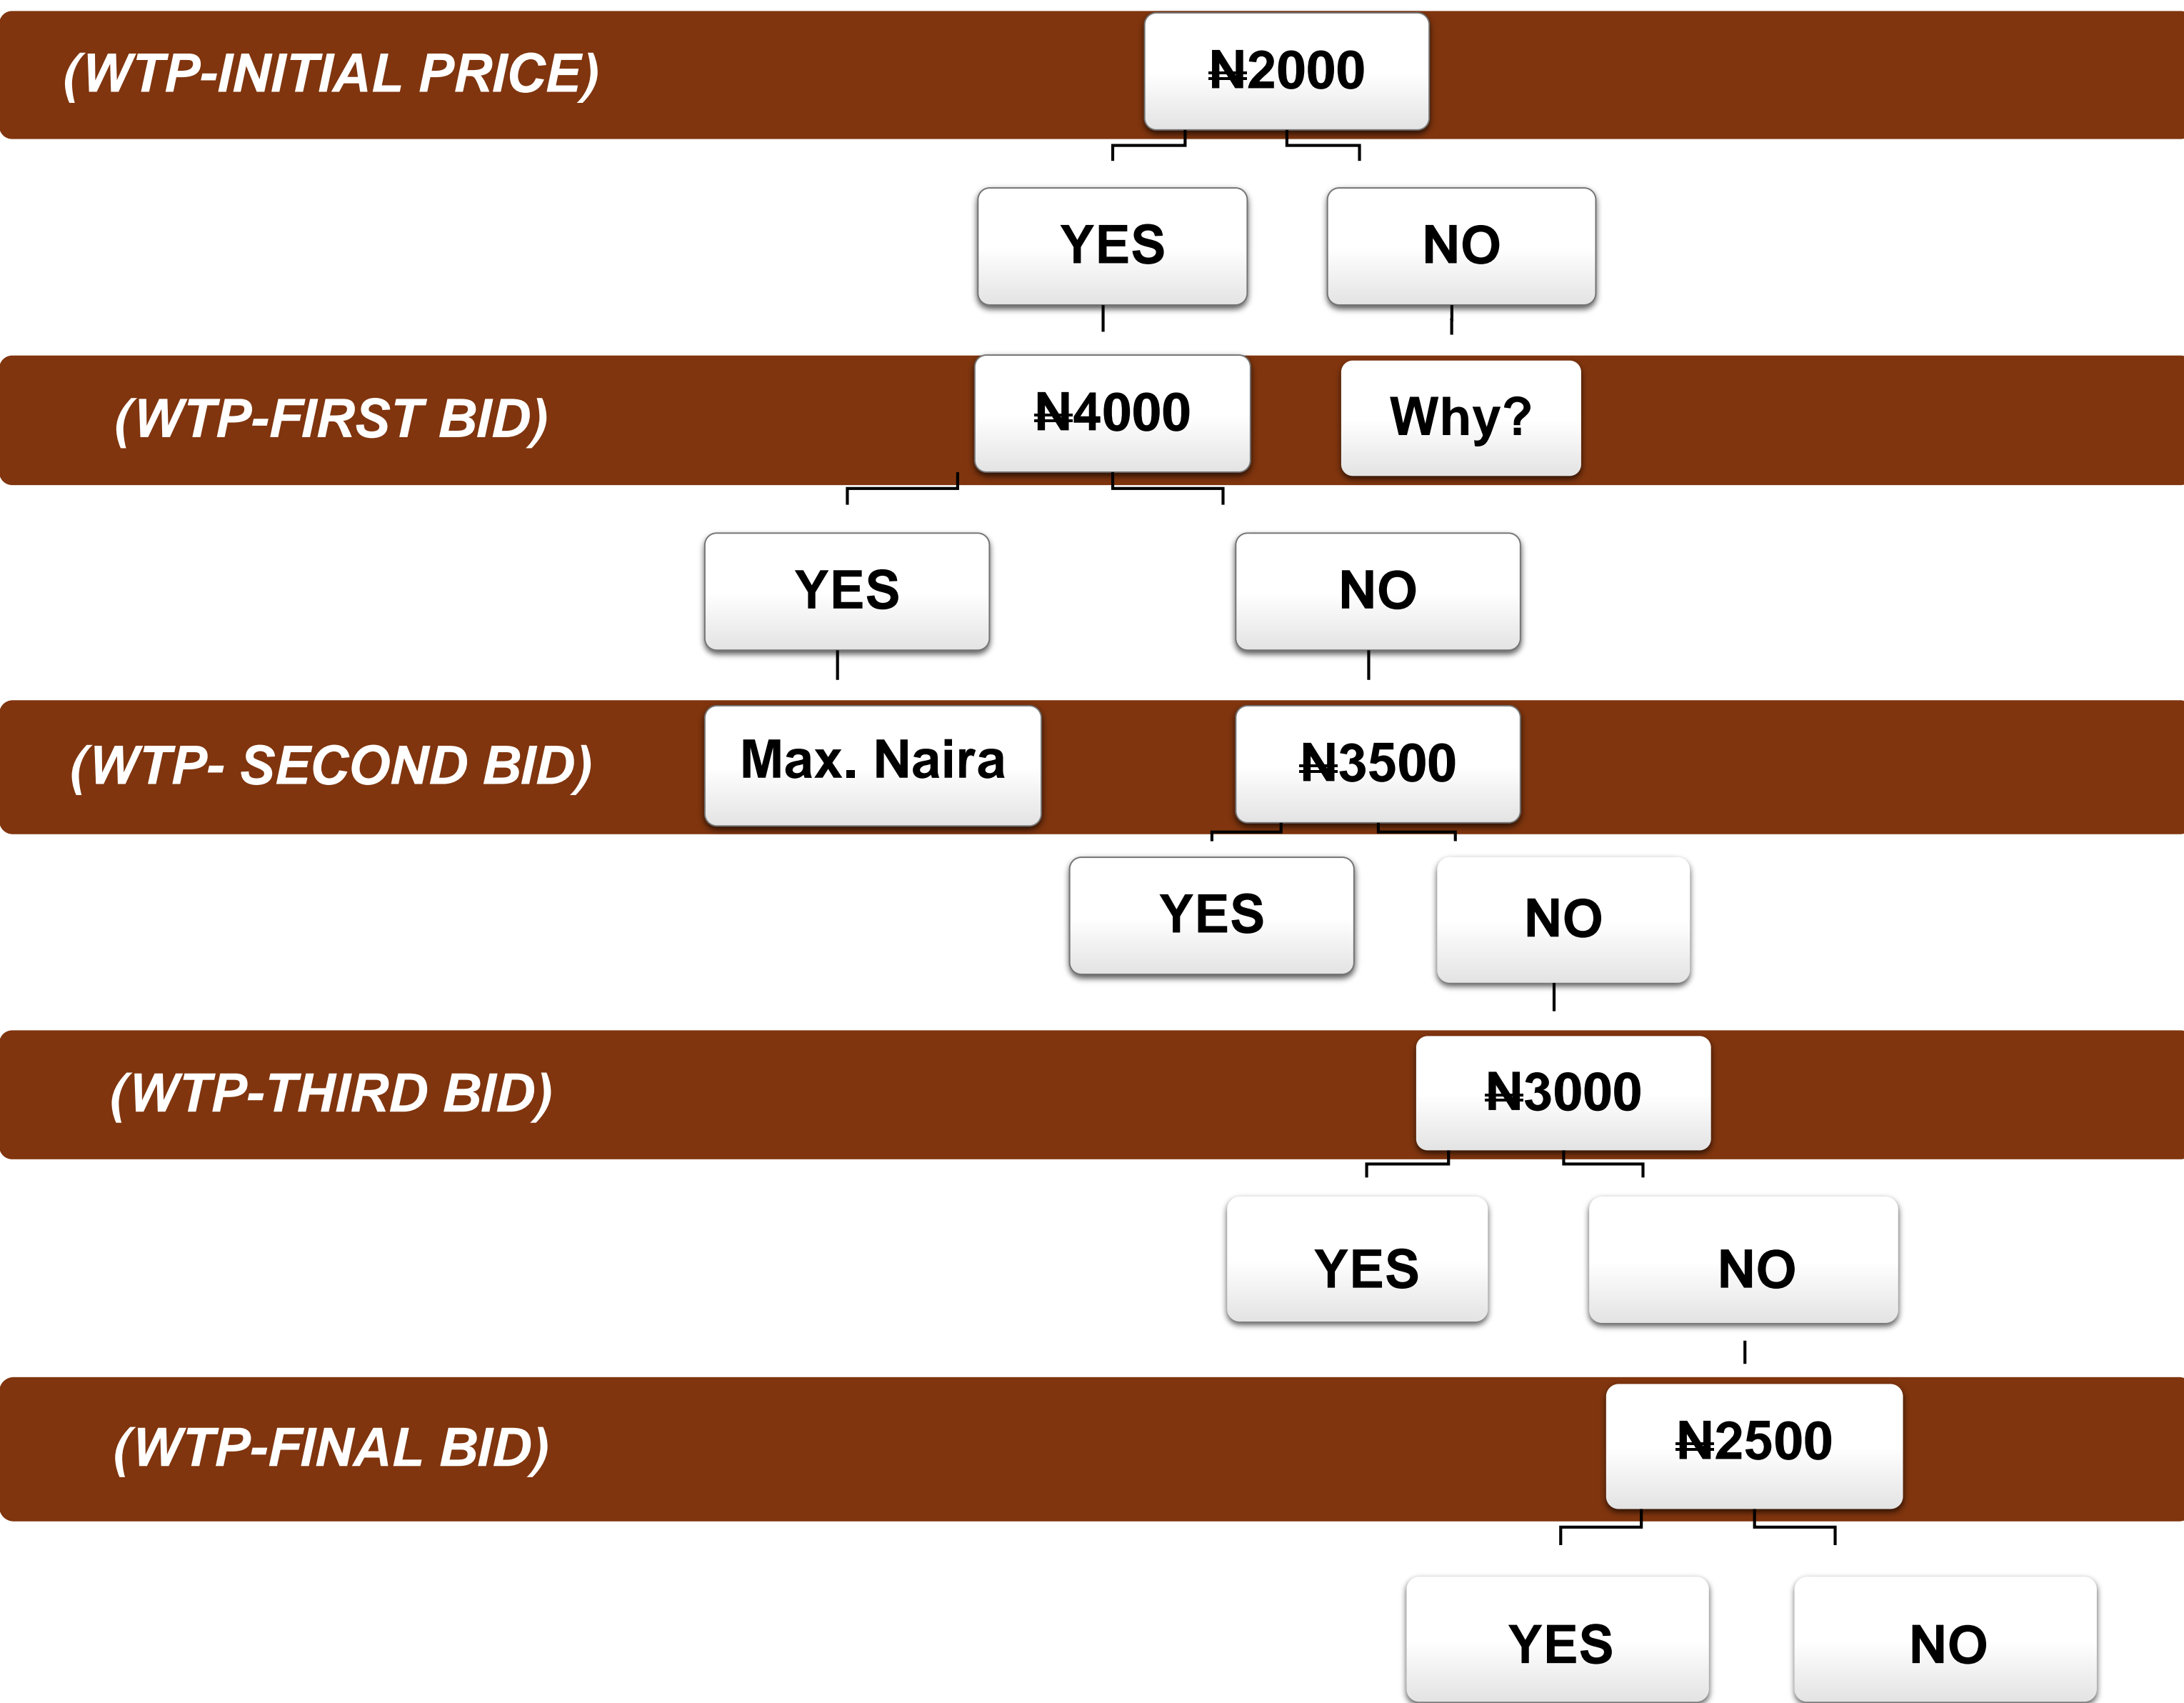 (WTP-INITIAL PRICE)
₦2000
YES
NO
(WTP-FIRST BID)
₦4000
Why?
YES
NO
(WTP- SECOND BID)
Max. Naira
₦3500
YES
NO
(WTP-THIRD BID)
₦3000
YES
NO
(WTP-FINAL BID)
₦2500
YES
NO